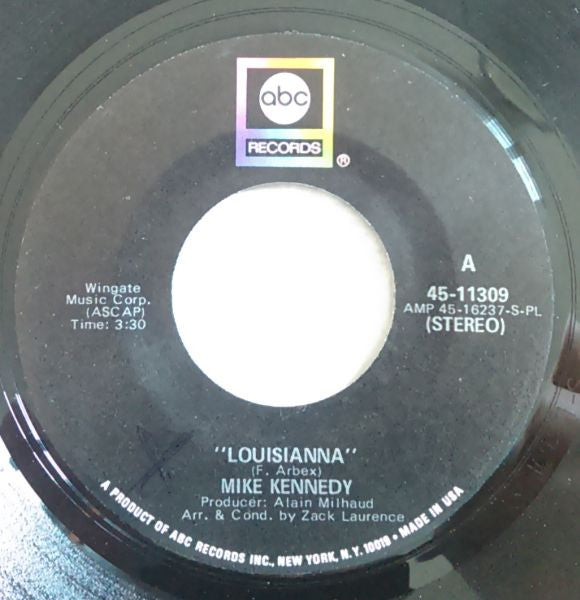 abc
RECORDS
®
A
45-11309
AMP 45-16237-S-PL
(STEREO)
Wingate
Music Corp.
(ASCAP)
Time: 3:30
"LOUISIANNA"
(F. Arbex)
MIKE KENNEDY
Producer: Alain Milhaud
Arr. & Cond. by Zack Laurence
A PRODUCT OF ABC RECORDS INC., NEW YORK, N.Y. 10019 • MADE IN USA